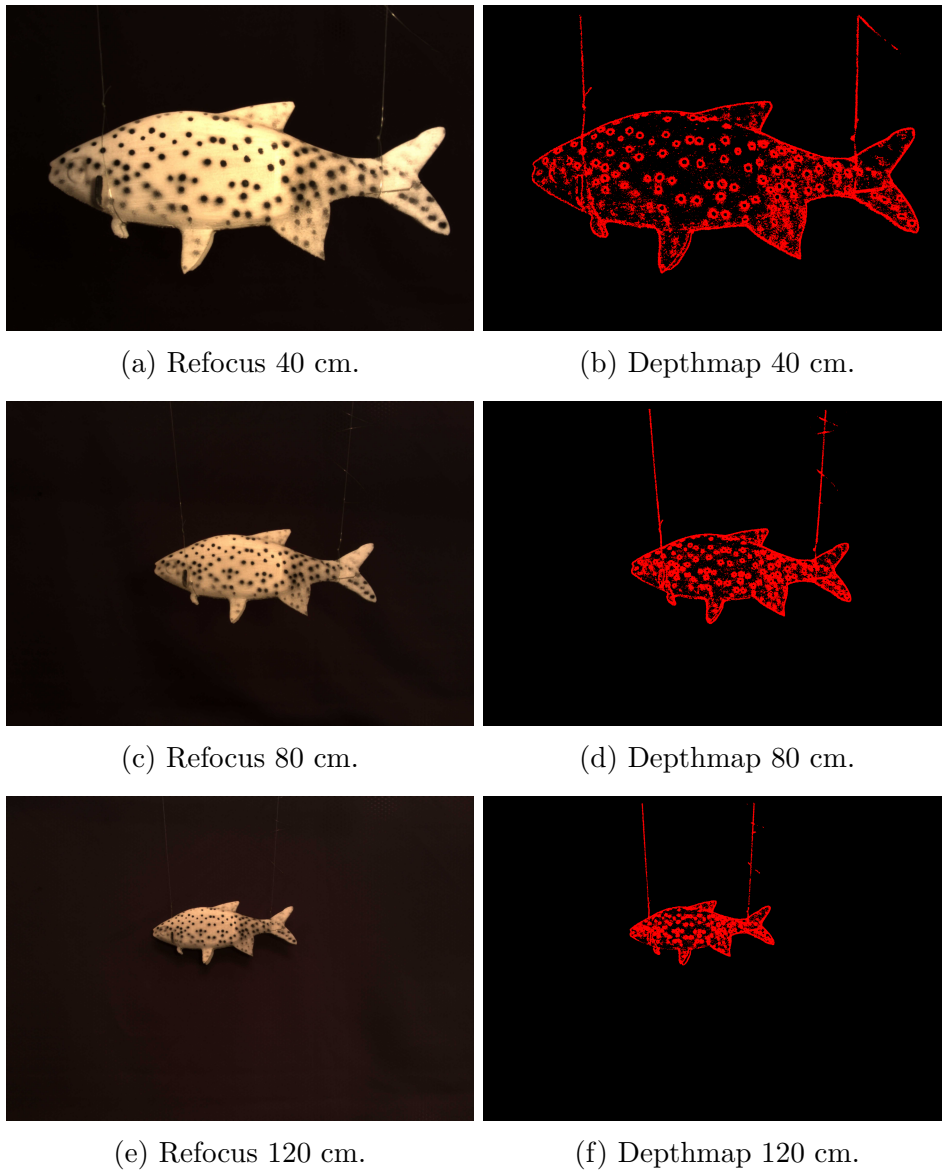 (a) Refocus 40 cm.
(b) Depthmap 40 cm.
(c) Refocus 80 cm.
(d) Depthmap 80 cm.
(e) Refocus 120 cm.
(f) Depthmap 120 cm.